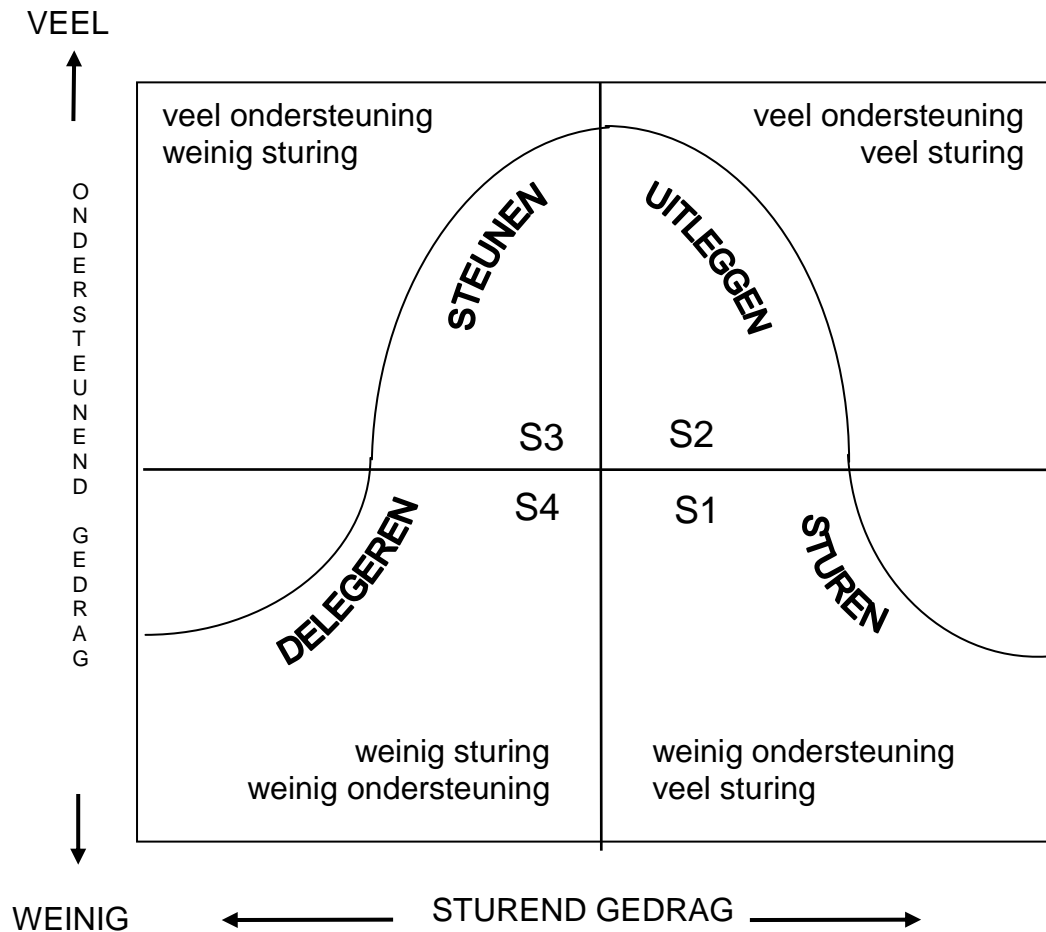 VEEL
veel ondersteuning
weinig sturing
veel ondersteuning
veel sturing
ONDERSTEUNEND GEDRAG
STEUNEN
UITLEGGEN
S3
S2
S4
S1
DELEGEREN
STUREN
weinig sturing
weinig ondersteuning
weinig ondersteuning
veel sturing
WEINIG
STUREND GEDRAG